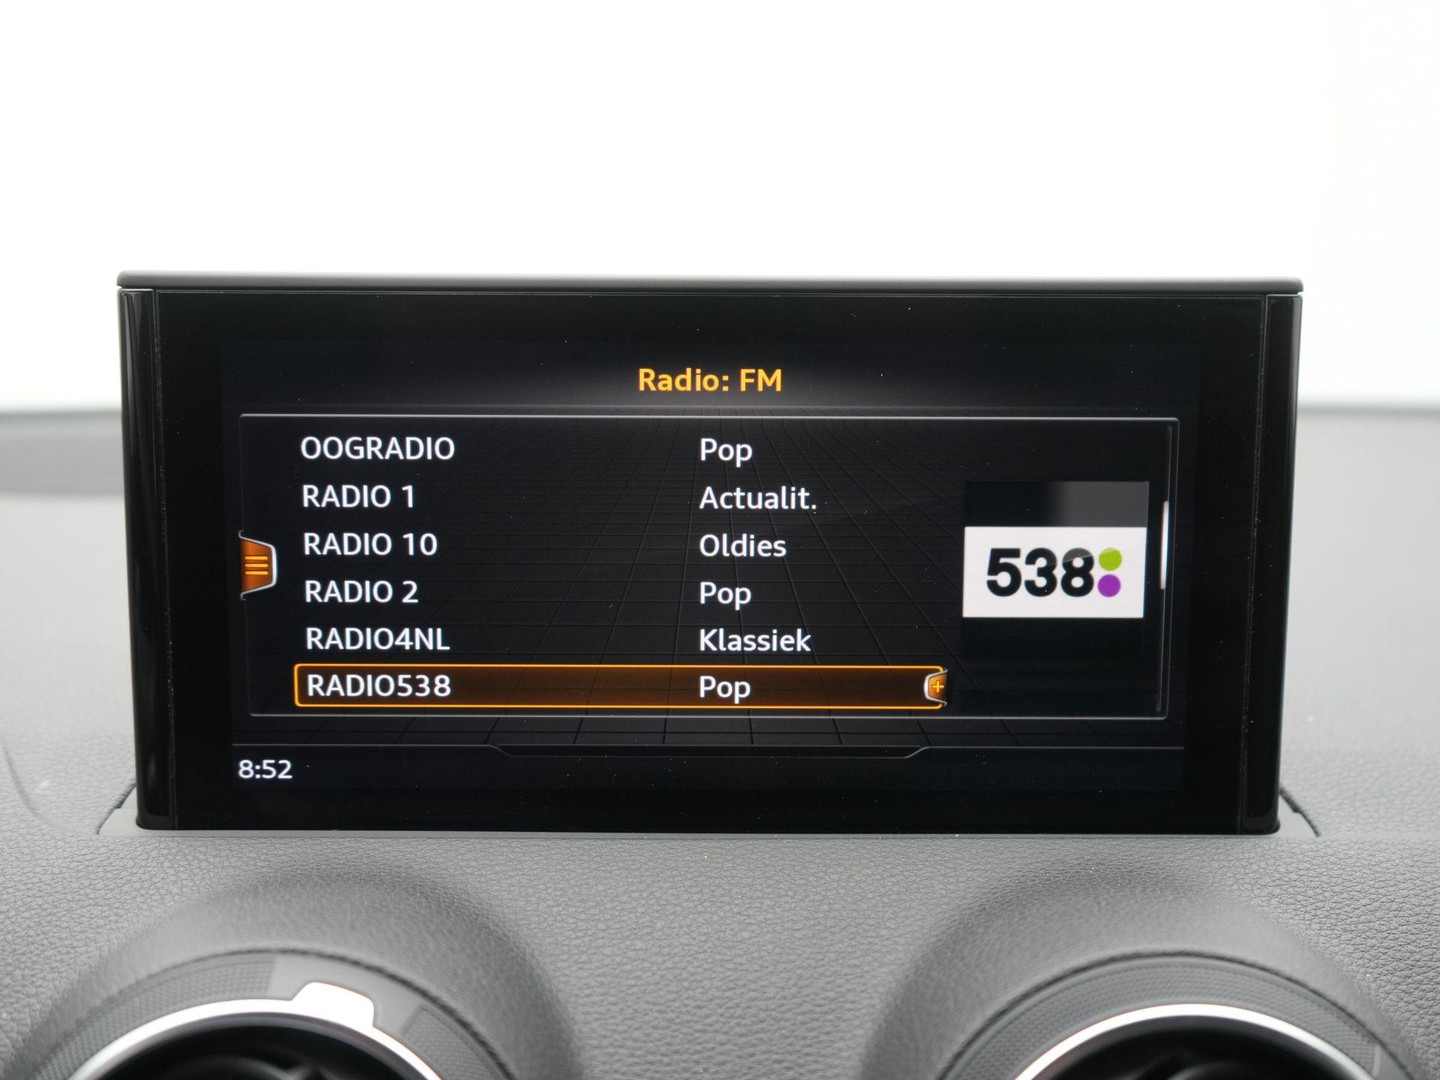 Radio: FM
OOGRADIO Pop
RADIO 1 Actualit.
RADIO 10 Oldies
RADIO 2 Pop
RADIO4NL Klassiek
RADIO538 Pop
538
8:52